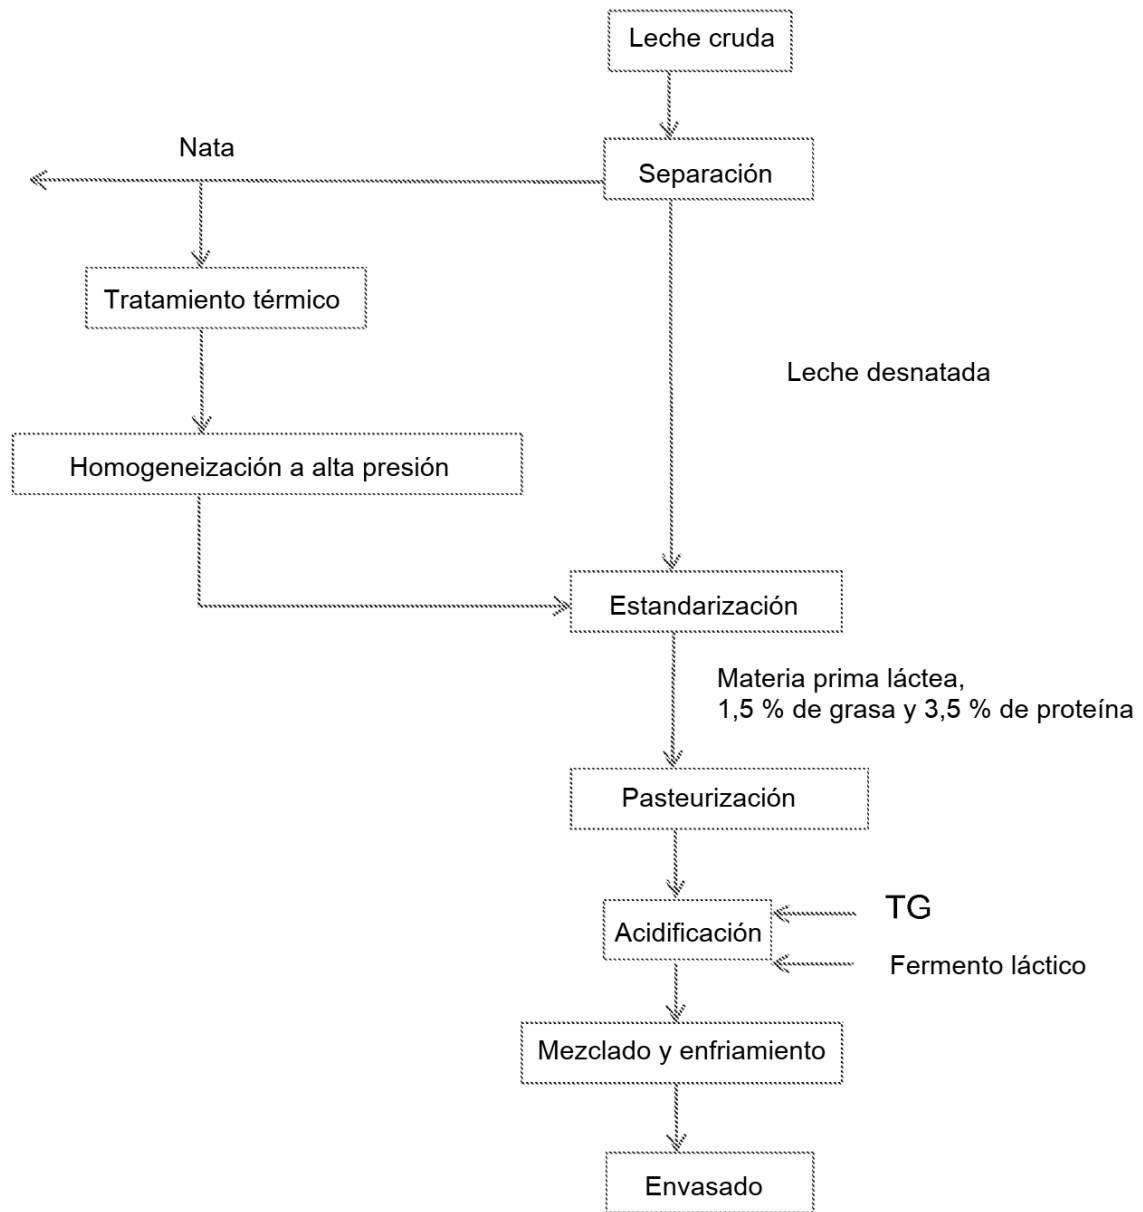 Leche cruda
Nata
Separación
Tratamiento térmico
Leche desnatada
Homogeneización a alta presión
Estandarización
Materia prima láctea,
1,5 % de grasa y 3,5 % de proteína
Pasteurización
TG
Acidificación
Fermento láctico
Mezclado y enfriamiento
Envasado